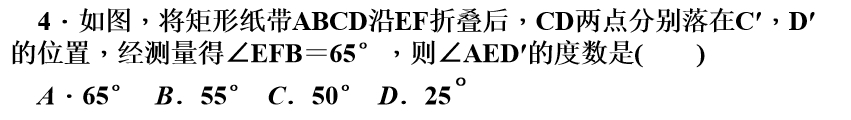 4．如图，将矩形纸带ABCD沿EF折叠后，CD两点分别落在C′，D′
的位置，经测量得∠EFB＝65°，则∠AED′的度数是(　　)
A．65°　B．55°　C．50°　D．25°